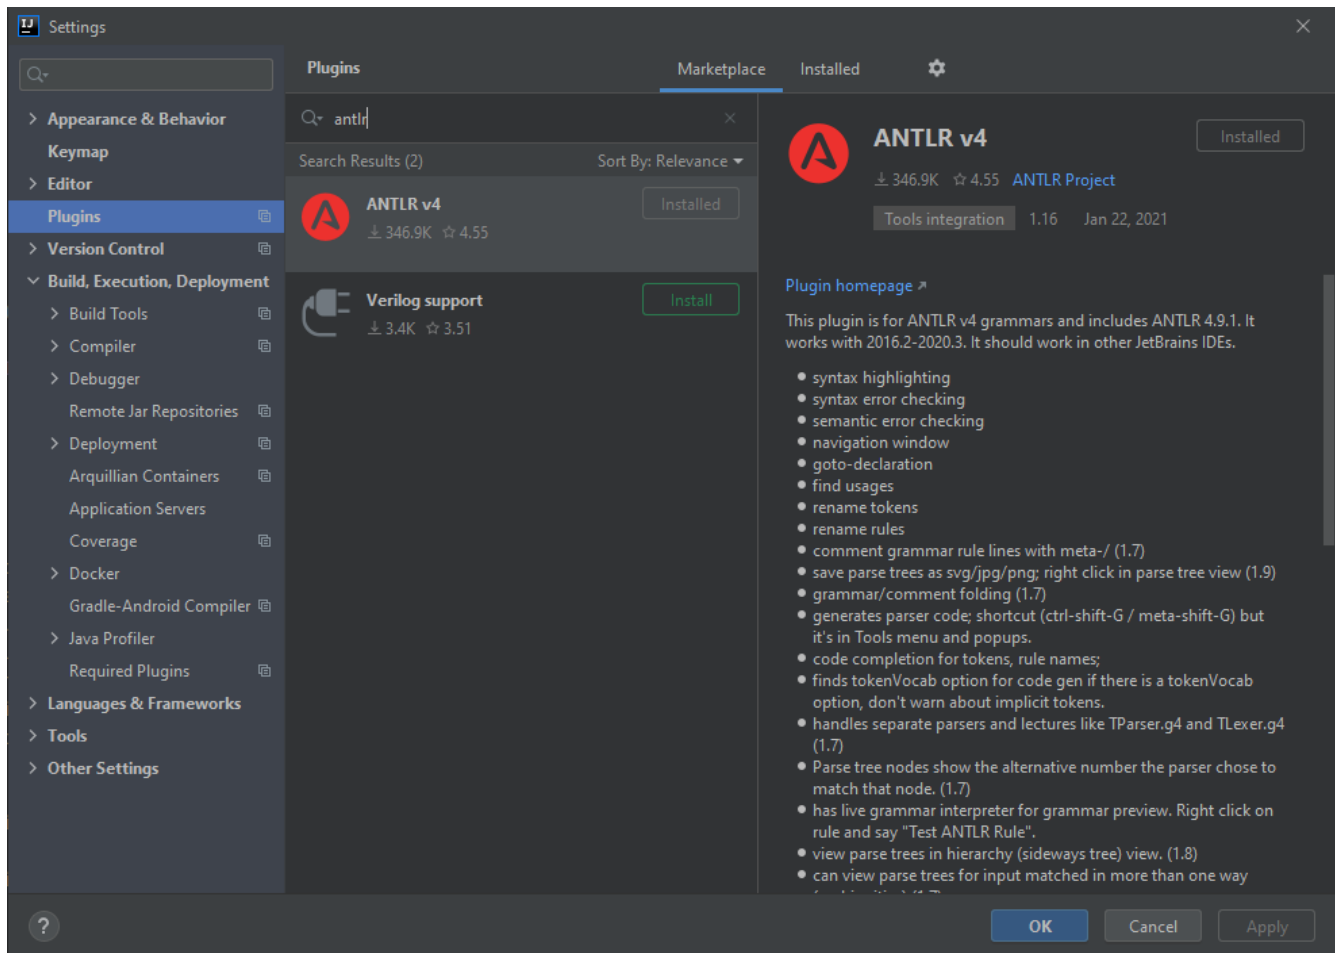 IJ Settings
Plugins
Marketplace
Installed
Appearance & Behavior
Keymap
Editor
Plugins
Version Control
Build, Execution, Deployment
Build Tools
Compiler
Debugger
Remote Jar Repositories
Deployment
Arquillian Containers
Application Servers
Coverage
Docker
Gradle-Android Compiler
Java Profiler
Required Plugins
Languages & Frameworks
Tools
Other Settings
antlr
Search Results (2)
Sort By: Relevance
ANTLR v4
Installed
346.9K 4.55
Verilog support
Install
3.4K 3.51
ANTLR v4
Installed
346.9K 4.55 ANTLR Project
Tools integration 1.16 Jan 22, 2021
Plugin homepage
This plugin is for ANTLR v4 grammars and includes ANTLR 4.9.1. It
works with 2016.2-2020.3. It should work in other JetBrains IDEs.
• syntax highlighting
• syntax error checking
• semantic error checking
• navigation window
• goto-declaration
• find usages
• rename tokens
• rename rules
• comment grammar rule lines with meta-/ (1.7)
• save parse trees as svg/jpg/png; right click in parse tree view (1.9)
• grammar/comment folding (1.7)
• generates parser code; shortcut (ctrl-shift-G / meta-shift-G) but
it's in Tools menu and popups.
• code completion for tokens, rule names;
• finds tokenVocab option for code gen if there is a tokenVocab
option, don't warn about implicit tokens.
• handles separate parsers and lectures like TParser.g4 and TLexer.g4
(1.7)
• Parse tree nodes show the alternative number the parser chose to
match that node. (1.7)
• has live grammar interpreter for grammar preview. Right click on
rule and say "Test ANTLR Rule".
• view parse trees in hierarchy (sideways tree) view. (1.8)
• can view parse trees for input matched in more than one way
?
OK
Cancel
Apply